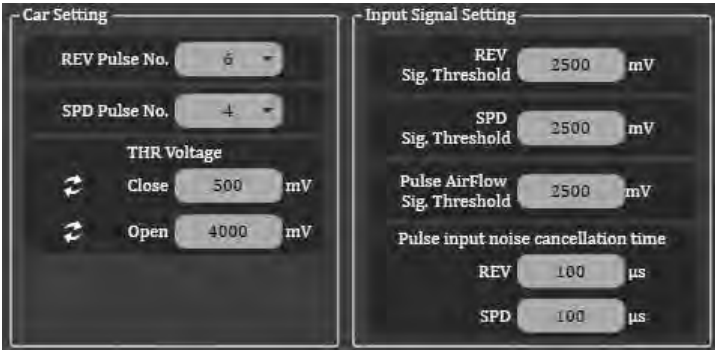 Car Setting
REV Pulse No. 6
SPD Pulse No. 4
THR Voltage
Close 500 mV
Open 4000 mV
Input Signal Setting
REV
Sig. Threshold 2500 mV
SPD
Sig. Threshold 2500 mV
Pulse AirFlow
Sig. Threshold 2500 mV
Pulse input noise cancellation time
REV 100 μs
SPD 100 μs